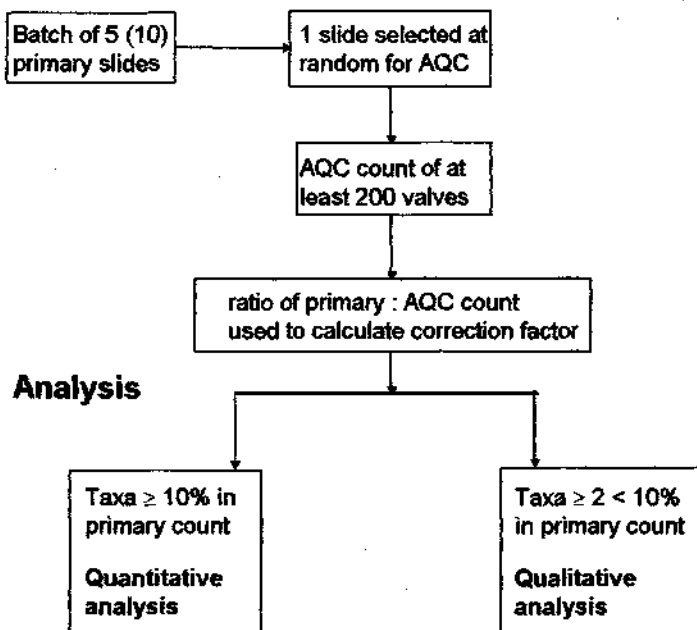 Batch of 5 (10)
primary slides
1 slide selected at
random for AQC
AQC count of at
least 200 valves
ratio of primary : AQC count
used to calculate correction factor
Analysis
Taxa ≥ 10% in
primary count
Quantitative
analysis
Taxa ≥ 2 < 10%
in primary count
Qualitative
analysis